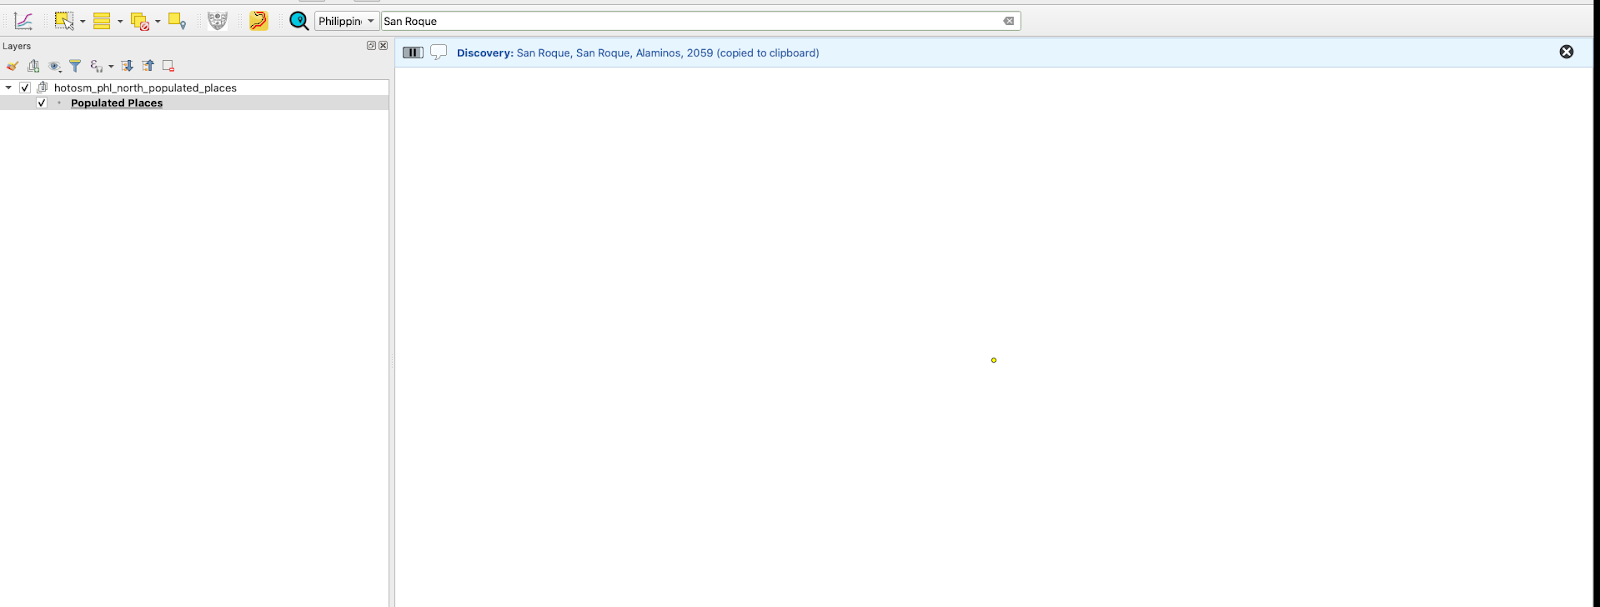 Philippin
San Roque
Layers
Discovery: San Roque, San Roque, Alaminos, 2059 (copied to clipboard)
hotosm_phl_north_populated_places
Populated Places